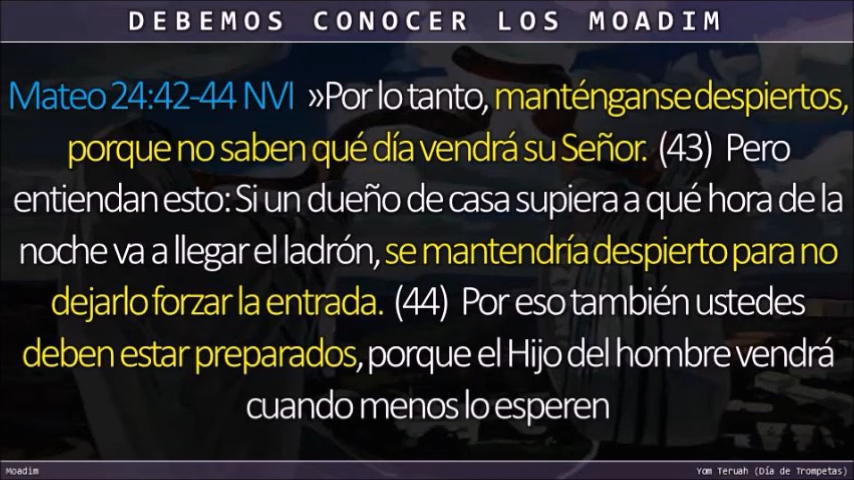 DEBEMOS CONOCER LOS MOADIM
Mateo 24:42-44 NVI »Por lo tanto, manténganse despiertos,
porque no saben qué día vendrá su Señor. (43) Pero
entiendan esto: Si un dueño de casa supiera a qué hora de la
noche va a llegar el ladrón, se mantendría despierto para no
dejarlo forzar la entrada. (44) Por eso también ustedes
deben estar preparados, porque el Hijo del hombre vendrá
cuando menos lo esperen
Moadim
Yom Teruah (Día de Trompetas)